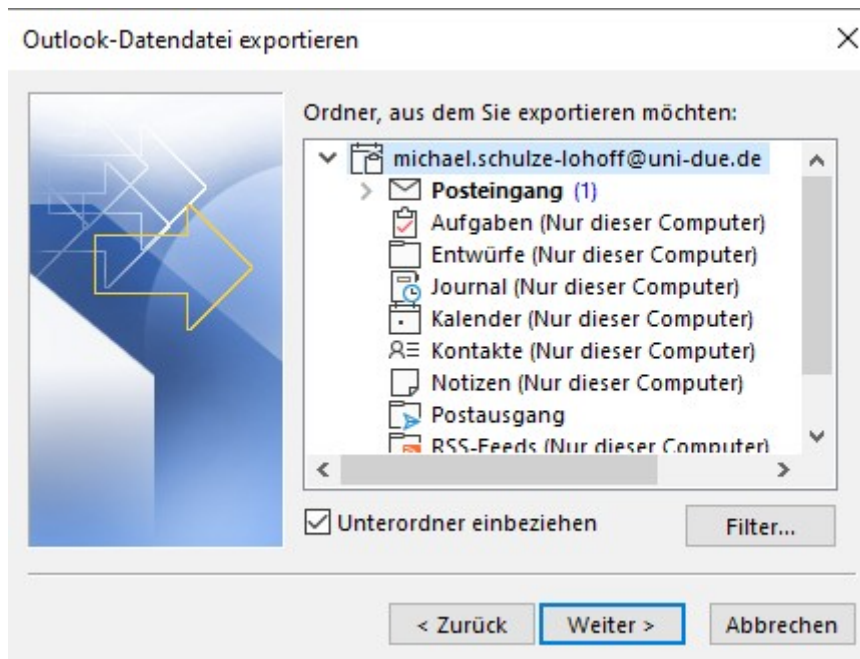 Outlook-Datendatei exportieren
Ordner, aus dem Sie exportieren möchten:
michael.schulze-lohoff@uni-due.de
Posteingang (1)
Aufgaben (Nur dieser Computer)
Entwürfe (Nur dieser Computer)
Journal (Nur dieser Computer)
Kalender (Nur dieser Computer)
Kontakte (Nur dieser Computer)
Notizen (Nur dieser Computer)
Postausgang
RSS-Feeds (Nur dieser Computer)
Unterordner einbeziehen
Filter...
< Zurück
Weiter >
Abbrechen